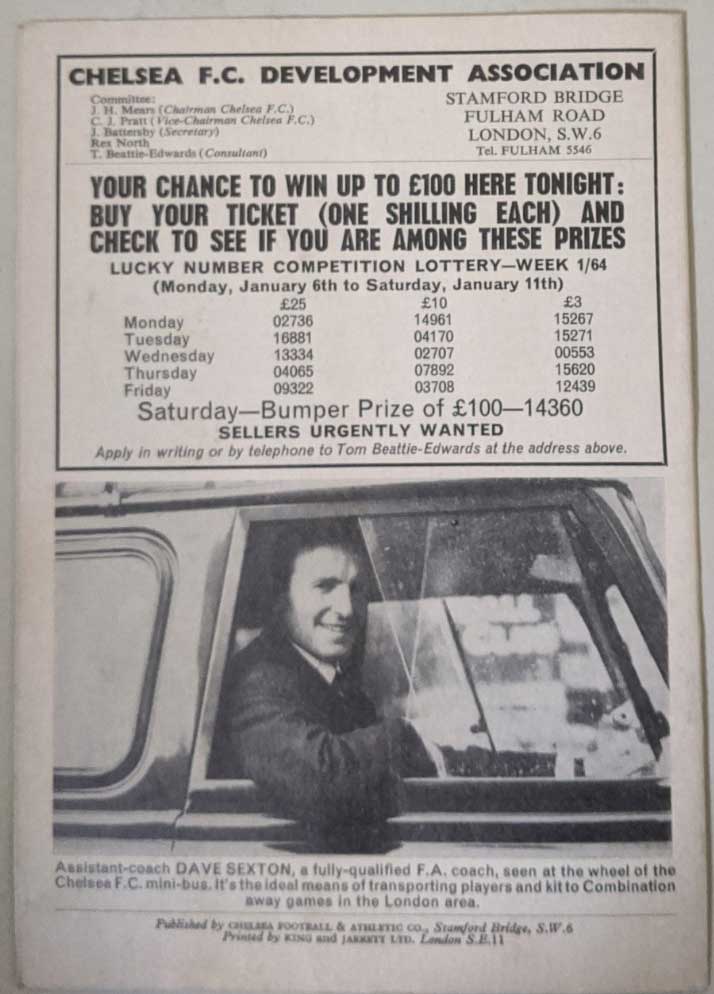 CHELSEA F.C. DEVELOPMENT ASSOCIATION
Committee:
J. H. Mears (Chairman Chelsea F.C.)
C. J. Pratt (Vice-Chairman Chelsea F.C.)
J. Battersby (Secretary)
Rex North
T. Beattie-Edwards (Consultant)
STAMFORD BRIDGE
FULHAM ROAD
LONDON, S.W.6
Tel. FULHAM 5546
YOUR CHANCE TO WIN UP TO £100 HERE TONIGHT:
BUY YOUR TICKET (ONE SHILLING EACH) AND
CHECK TO SEE IF YOU ARE AMONG THESE PRIZES
LUCKY NUMBER COMPETITION LOTTERY—WEEK 1/64
(Monday, January 6th to Saturday, January 11th)
£25 £10 £3
Monday 02736 14961 15267
Tuesday 16881 04170 15271
Wednesday 13334 02707 00553
Thursday 04065 07892 15620
Friday 09322 03708 12439
Saturday—Bumper Prize of £100—14360
SELLERS URGENTLY WANTED
Apply in writing or by telephone to Tom Beattie-Edwards at the address above.
Assistant-coach DAVE SEXTON, a fully-qualified F.A. coach, seen at the wheel of the
Chelsea F.C. mini-bus. It's the ideal means of transporting players and kit to Combination
away games in the London area.
Published by CHELSEA FOOTBALL & ATHLETIC CO., Stamford Bridge, S.W.6
Printed by KING and JARRETT LTD. London S.E.11